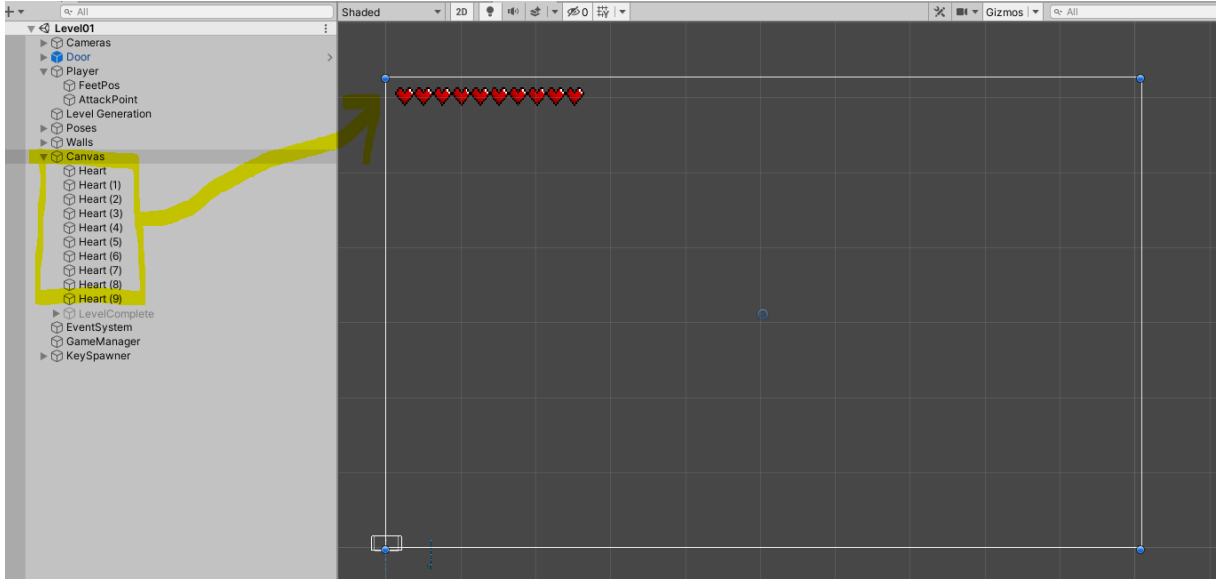 All
Shaded
2D
0
Gizmos
All
Level01
Cameras
Door
Player
FeetPos
AttackPoint
Level Generation
Poses
Walls
Canvas
Heart
Heart (1)
Heart (2)
Heart (3)
Heart (4)
Heart (5)
Heart (6)
Heart (7)
Heart (8)
Heart (9)
LevelComplete
EventSystem
GameManager
KeySpawner